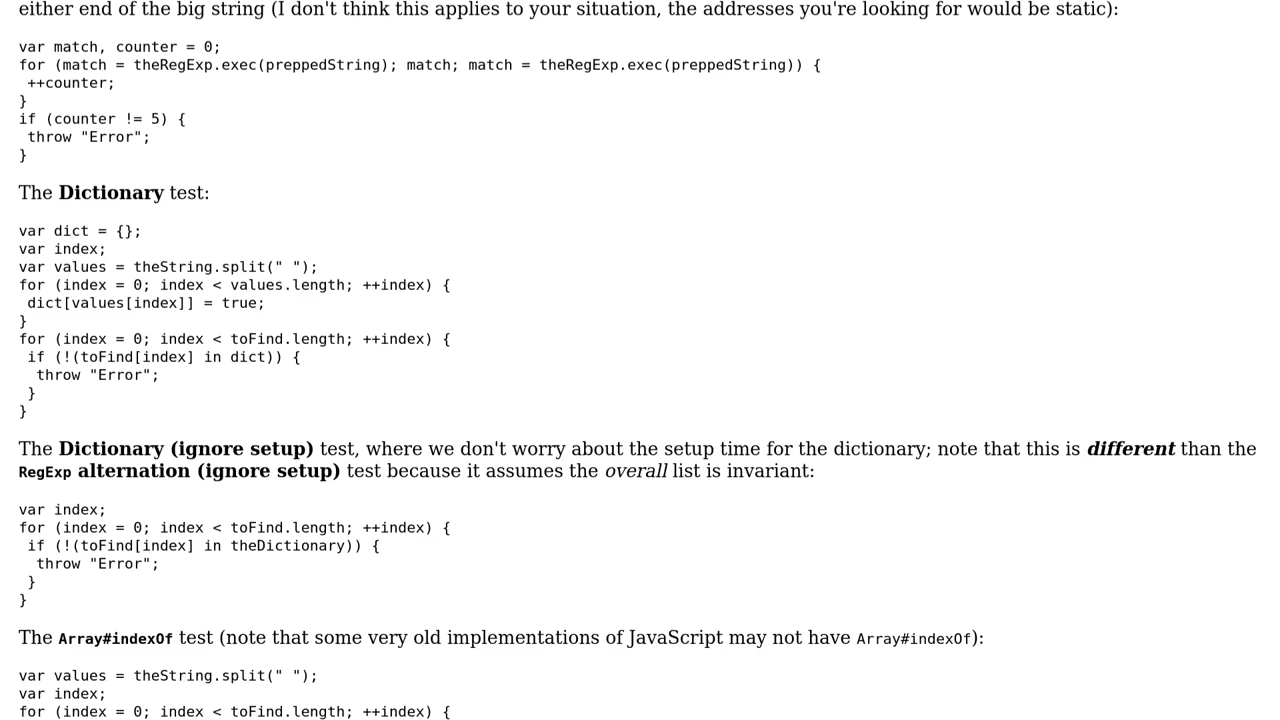 either end of the big string (I don't think this applies to your situation, the addresses you're looking for would be static):
var match, counter = 0;
for (match = theRegExp.exec(preppedString); match; match = theRegExp.exec(preppedString)) {
 ++counter;
}
if (counter != 5) {
 throw "Error";
}
The Dictionary test:
var dict = {};
var index;
var values = theString.split(" ");
for (index = 0; index < values.length; ++index) {
 dict[values[index]] = true;
}
for (index = 0; index < toFind.length; ++index) {
 if (!(toFind[index] in dict)) {
  throw "Error";
 }
}
The Dictionary (ignore setup) test, where we don't worry about the setup time for the dictionary; note that this is different than the
RegExp alternation (ignore setup) test because it assumes the overall list is invariant:
var index;
for (index = 0; index < toFind.length; ++index) {
 if (!(toFind[index] in theDictionary)) {
  throw "Error";
 }
}
The Array#indexOf test (note that some very old implementations of JavaScript may not have Array#indexOf):
var values = theString.split(" ");
var index;
for (index = 0; index < toFind.length; ++index) {